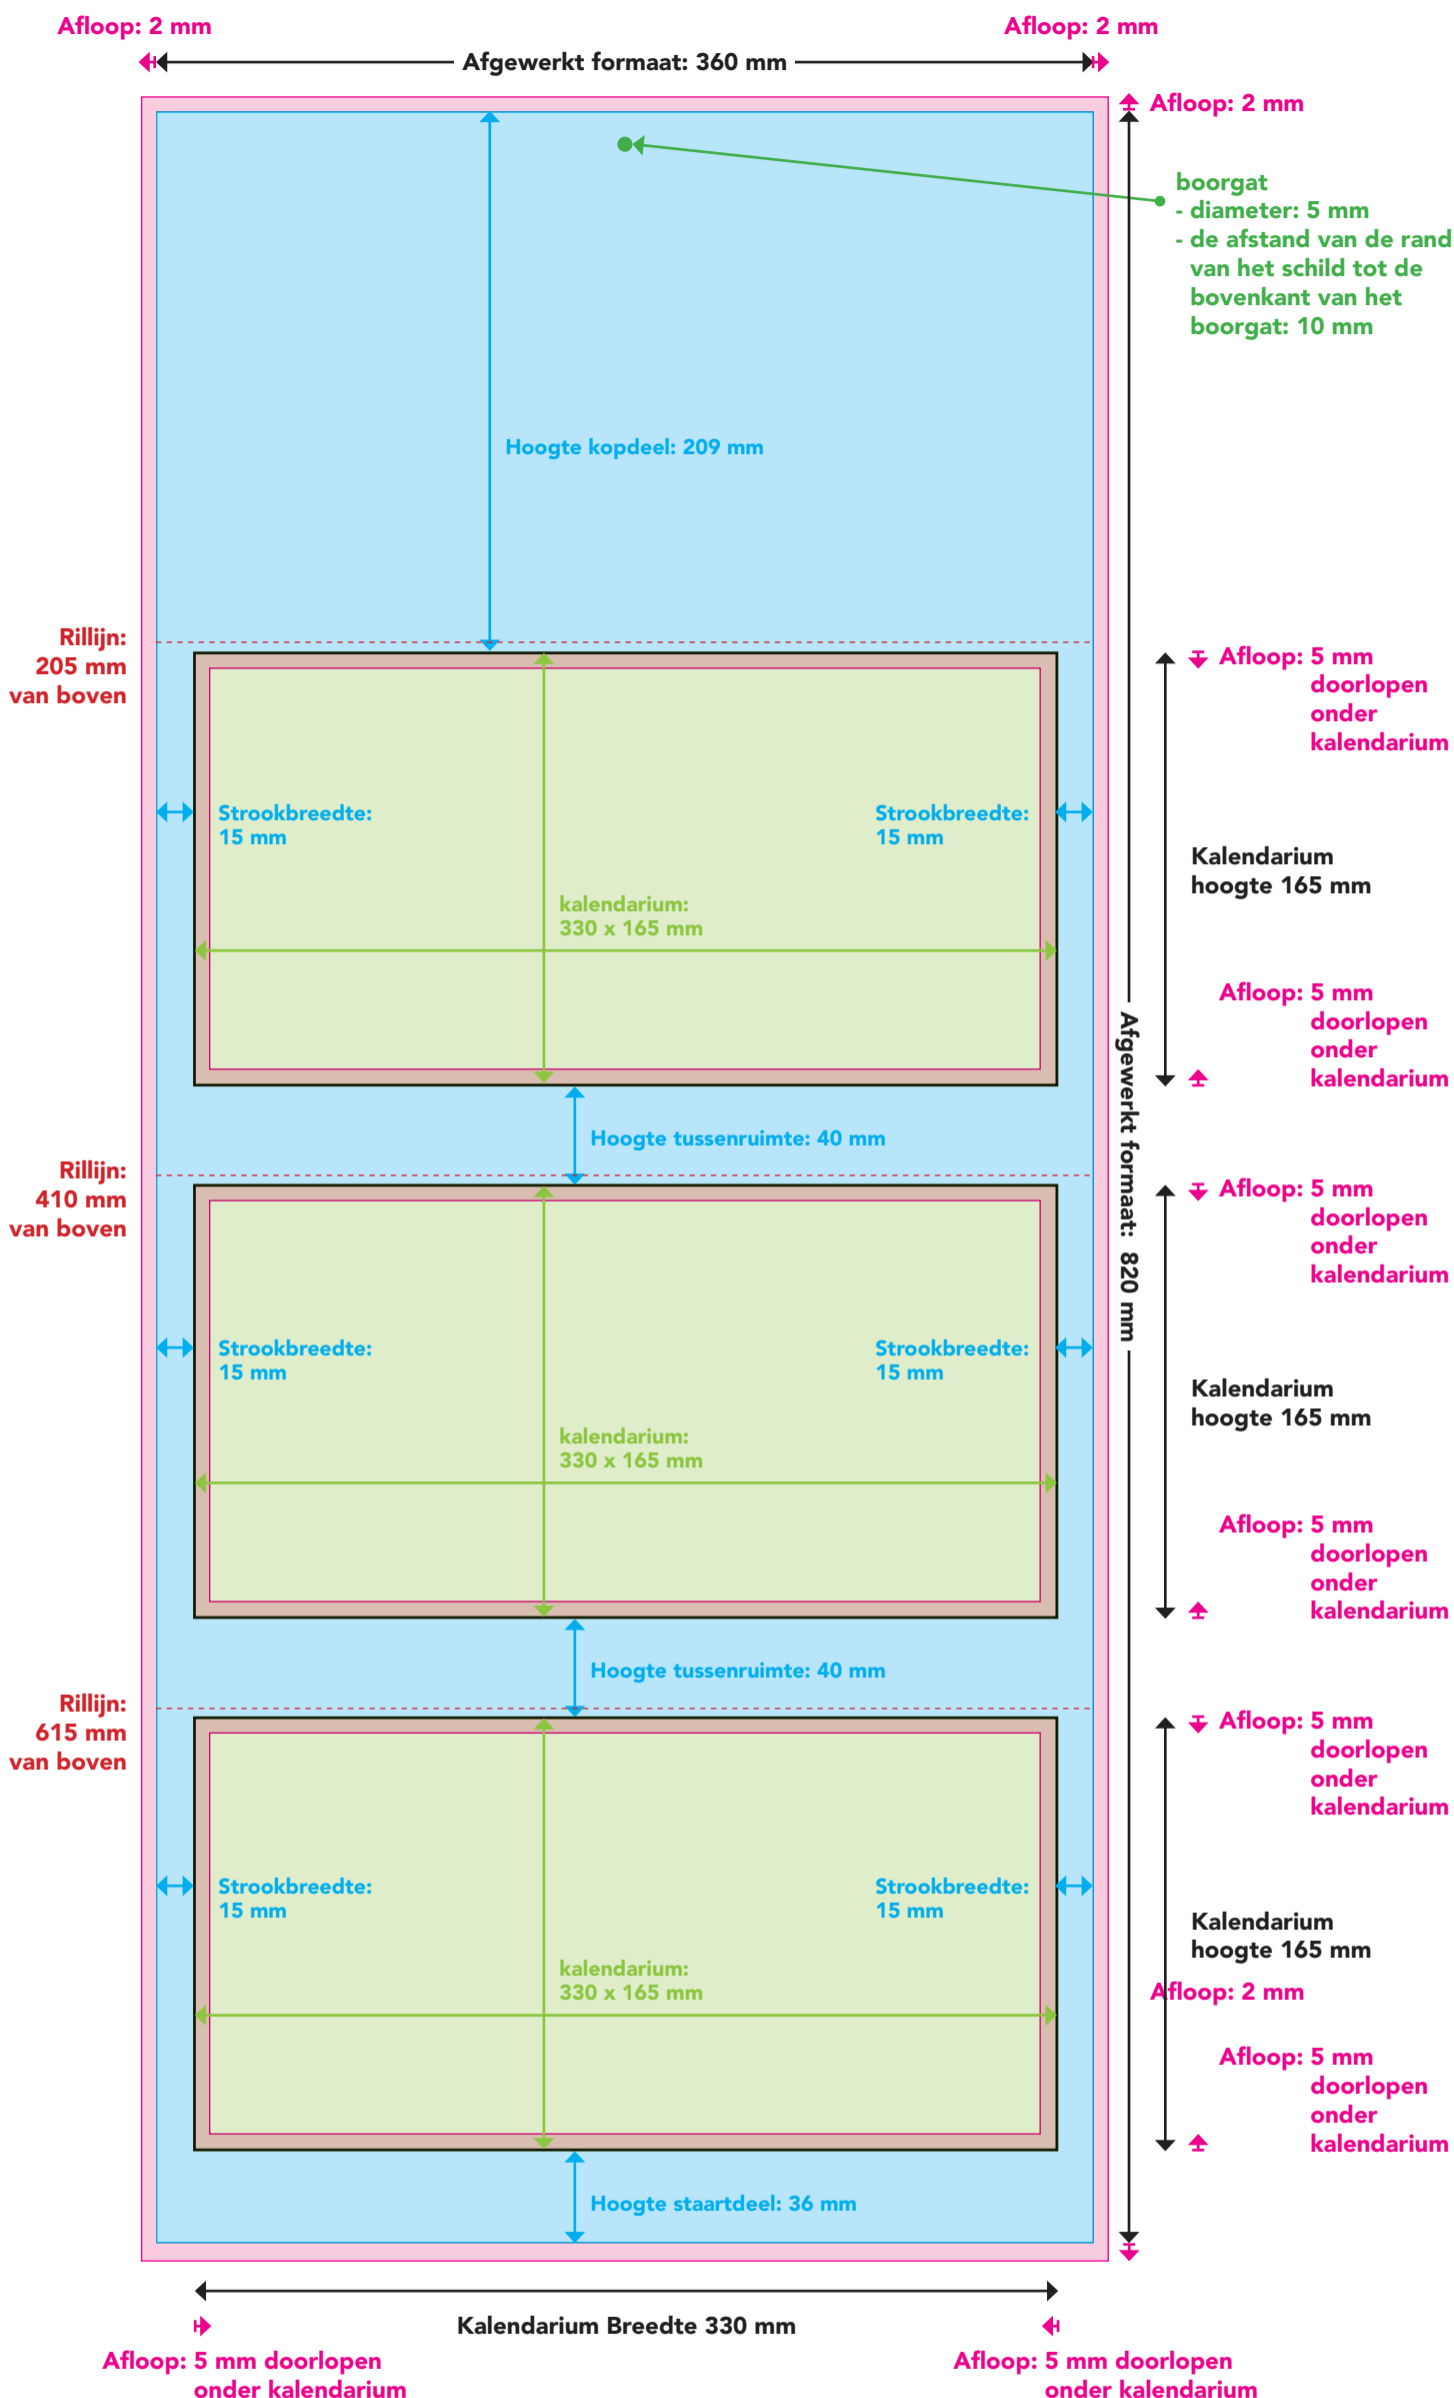 Afloop: 2 mm
Afloop: 2 mm
Afgewerkt formaat: 360 mm
Afloop: 2 mm
boorgat
- diameter: 5 mm
- de afstand van de rand
van het schild tot de
bovenkant van het
boorgat: 10 mm
Hoogte kopdeel: 209 mm
Rillijn:
205 mm
van boven
Afloop: 5 mm
doorlopen
onder
kalendarium
Strookbreedte:
15 mm
Strookbreedte:
15 mm
Kalendarium
hoogte 165 mm
kalendarium:
330 x 165 mm
Afloop: 5 mm
doorlopen
onder
kalendarium
Afgewerkt formaat: 820 mm
Hoogte tussenruimte: 40 mm
Rillijn:
410 mm
van boven
Afloop: 5 mm
doorlopen
onder
kalendarium
Strookbreedte:
15 mm
Strookbreedte:
15 mm
Kalendarium
hoogte 165 mm
kalendarium:
330 x 165 mm
Afloop: 5 mm
doorlopen
onder
kalendarium
Hoogte tussenruimte: 40 mm
Rillijn:
615 mm
van boven
Afloop: 5 mm
doorlopen
onder
kalendarium
Strookbreedte:
15 mm
Strookbreedte:
15 mm
Kalendarium
hoogte 165 mm
kalendarium:
330 x 165 mm
Afloop: 2 mm
Afloop: 5 mm
doorlopen
onder
kalendarium
Hoogte staartdeel: 36 mm
Kalendarium Breedte 330 mm
Afloop: 5 mm doorlopen
onder kalendarium
Afloop: 5 mm doorlopen
onder kalendarium